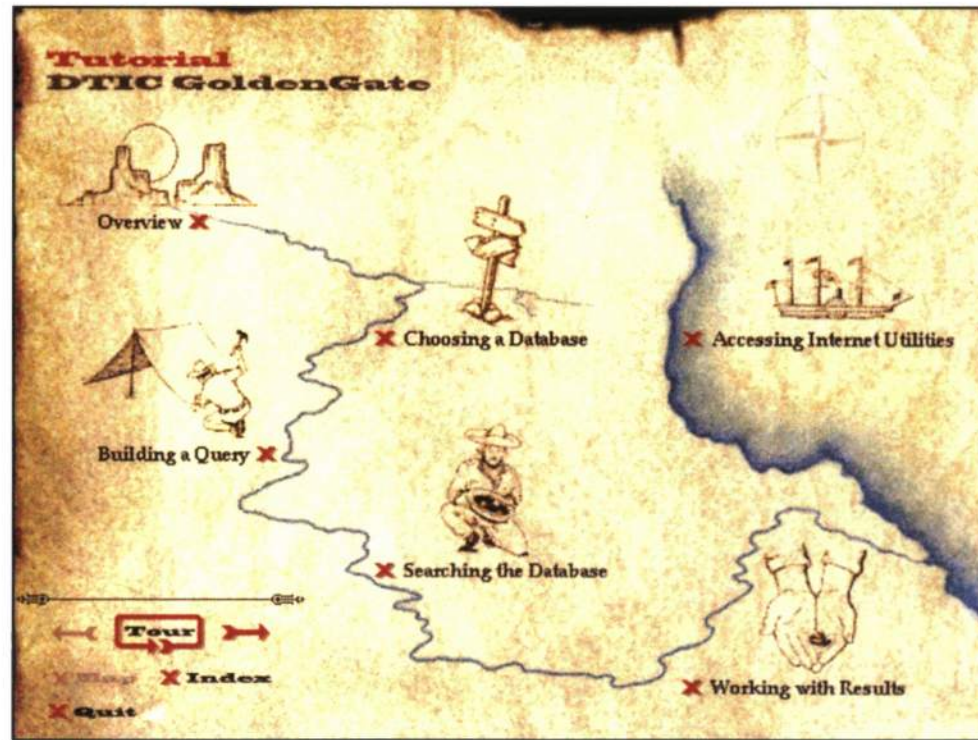 Tutorial
DTIC GoldenGate
Overview
Choosing a Database
Accessing Internet Utilities
Building a Query
Searching the Database
Working with Results
Tour
Map
Index
Quit